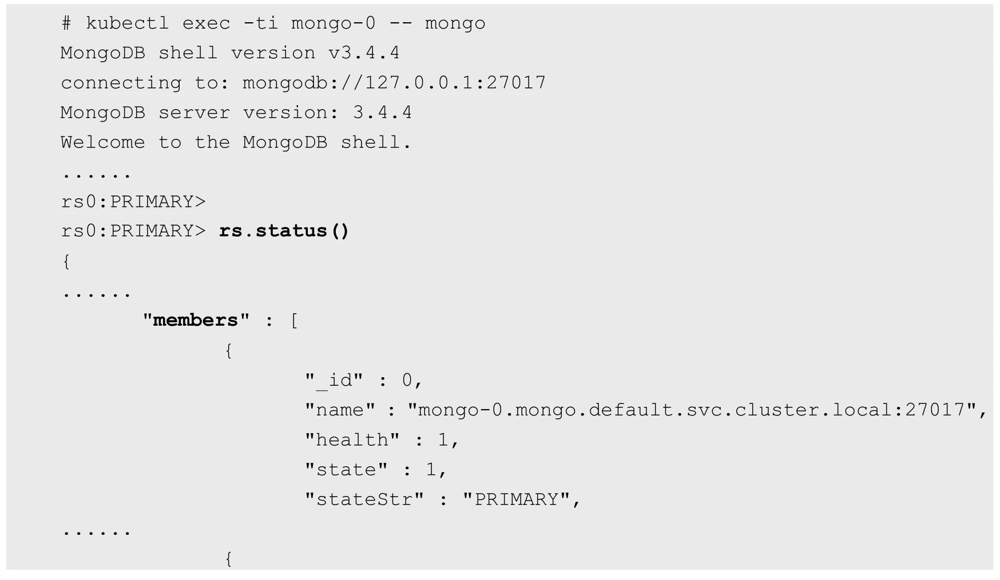 # kubectl exec -ti mongo-0 -- mongo
MongoDB shell version v3.4.4
connecting to: mongodb://127.0.0.1:27017
MongoDB server version: 3.4.4
Welcome to the MongoDB shell.
......
rs0:PRIMARY>
rs0:PRIMARY> rs.status()
{
......
"members" : [
{
"_id" : 0,
"name" : "mongo-0.mongo.default.svc.cluster.local:27017",
"health" : 1,
"state" : 1,
"stateStr" : "PRIMARY",
......
{